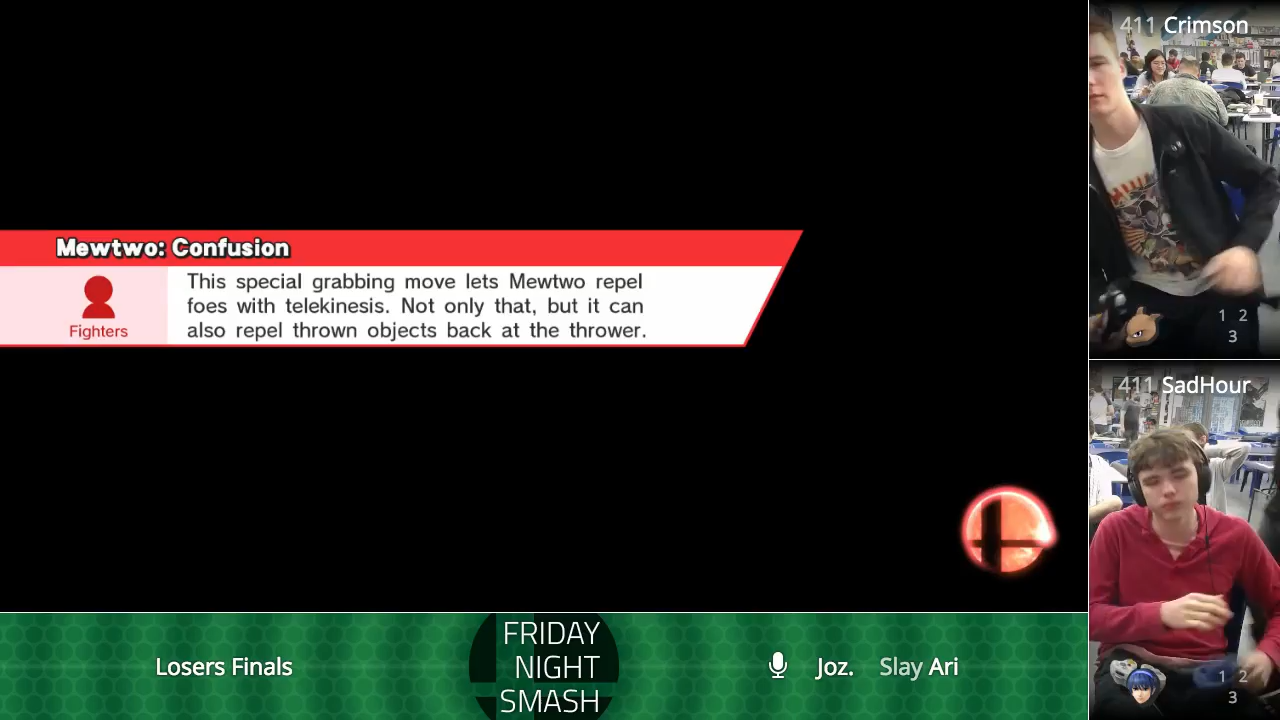 Mewtwo: Confusion
Fighters
This special grabbing move lets Mewtwo repel
foes with telekinesis. Not only that, but it can
also repel thrown objects back at the thrower.
411 Crimson
1 2
3
411 SadHour
1 2
3
Losers Finals
FRIDAY
NIGHT
SMASH
Joz. Slay Ari